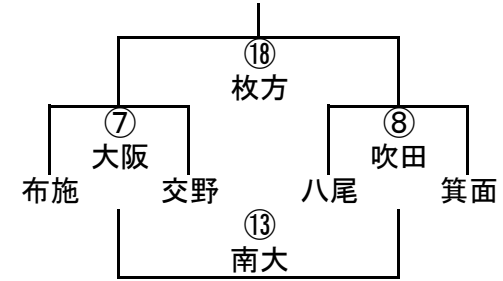 ⑱
枚方
⑦ ⑧
大阪 吹田
布施 交野 八尾 箕面
⑬
南大